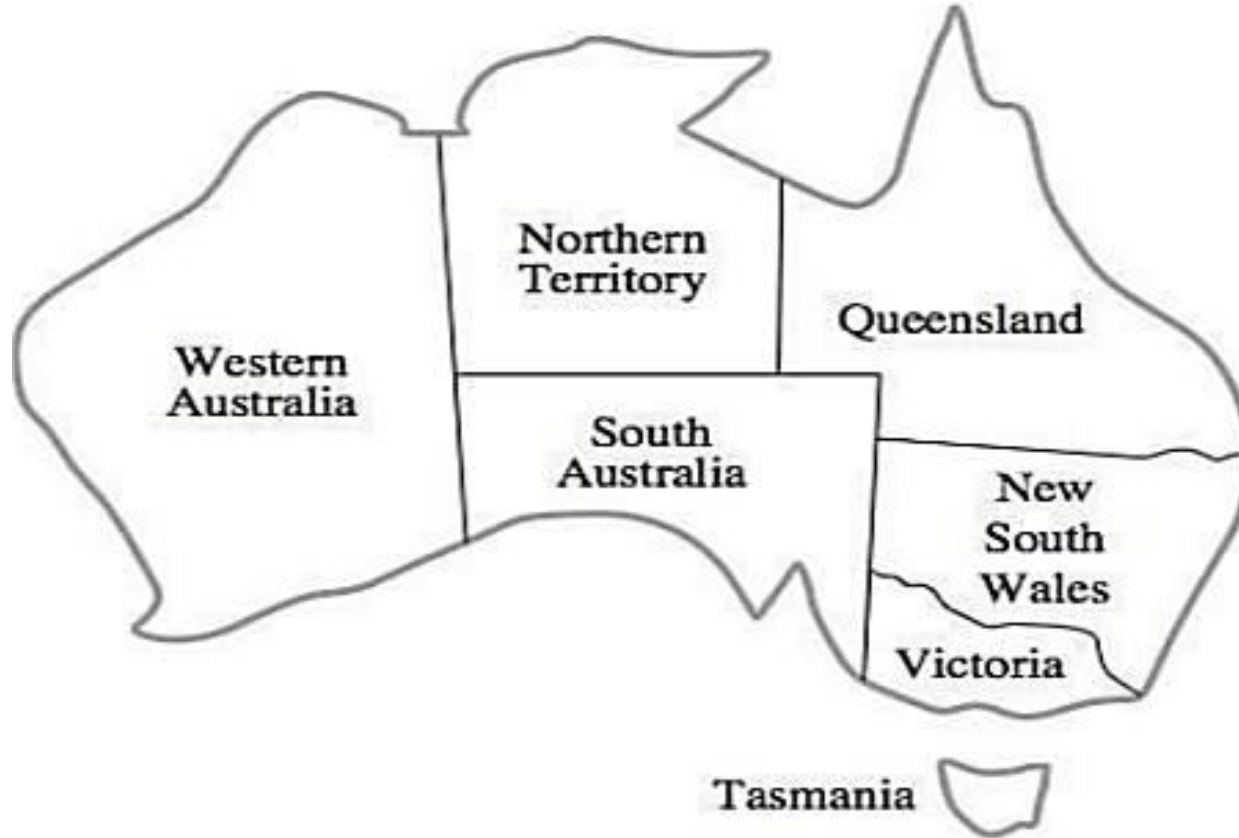 Northern
Territory
Queensland
Western
Australia
South
Australia
New
South
Wales
Victoria
Tasmania